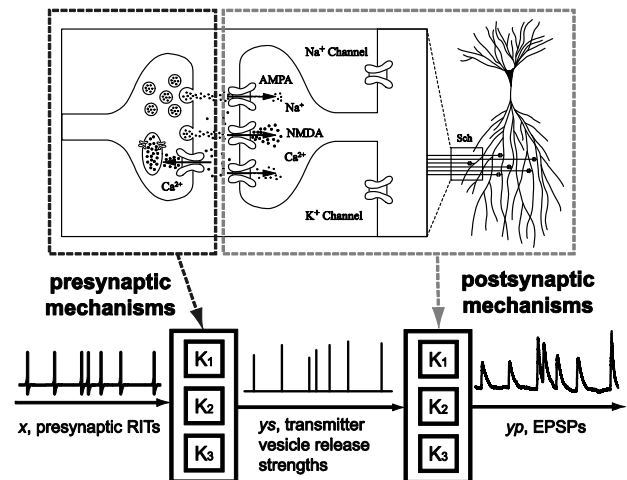 Na+ Channel
AMPA
Na+
NMDA
Ca2+
Ca2+
K+ Channel
Sch
presynaptic
mechanisms
postsynaptic
mechanisms
K1
K2
K3
K1
K2
K3
x, presynaptic RITs
ys, transmitter
vesicle release
strengths
yp, EPSPs